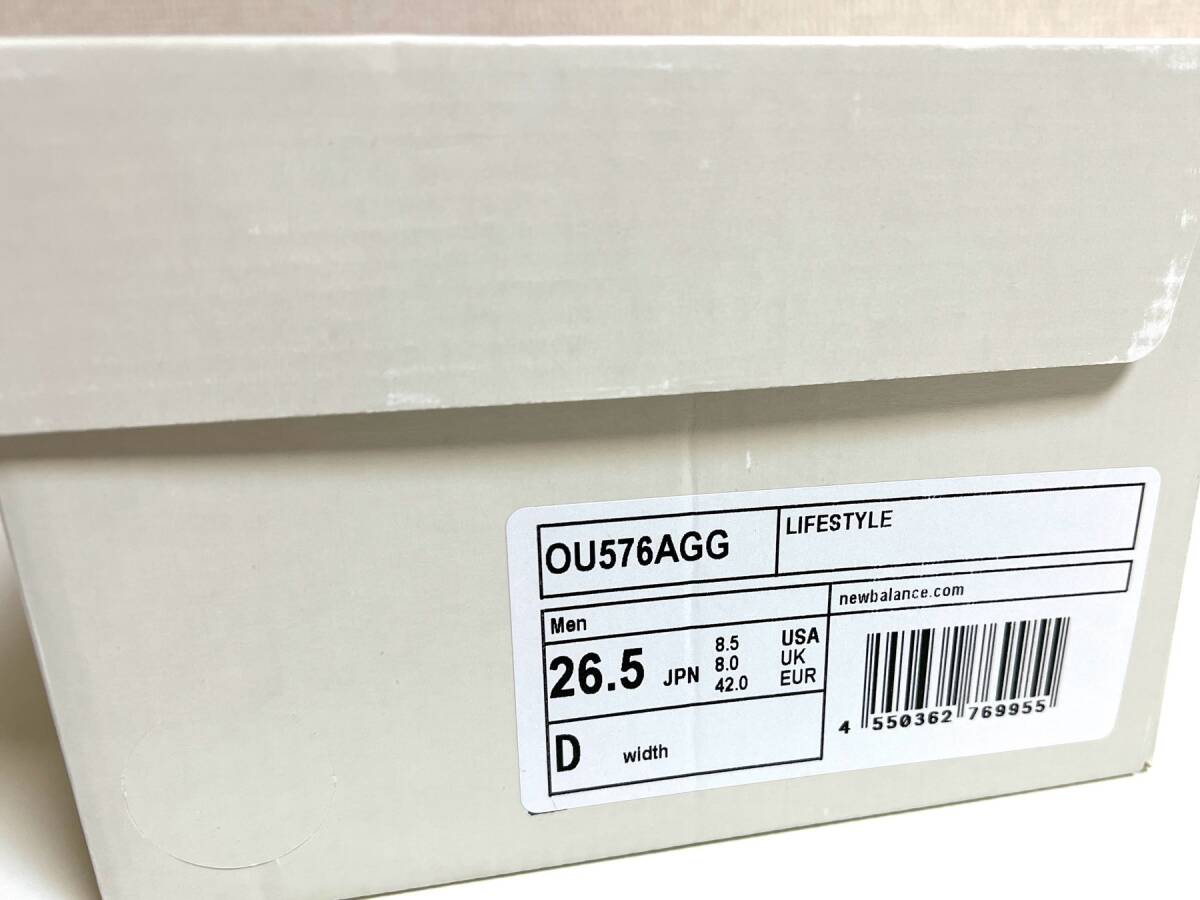 OU576AGG
LIFESTYLE
newbalance.com
Men
26.5 JPN
8.5 USA
8.0 UK
42.0 EUR
D width
4 550362 769955